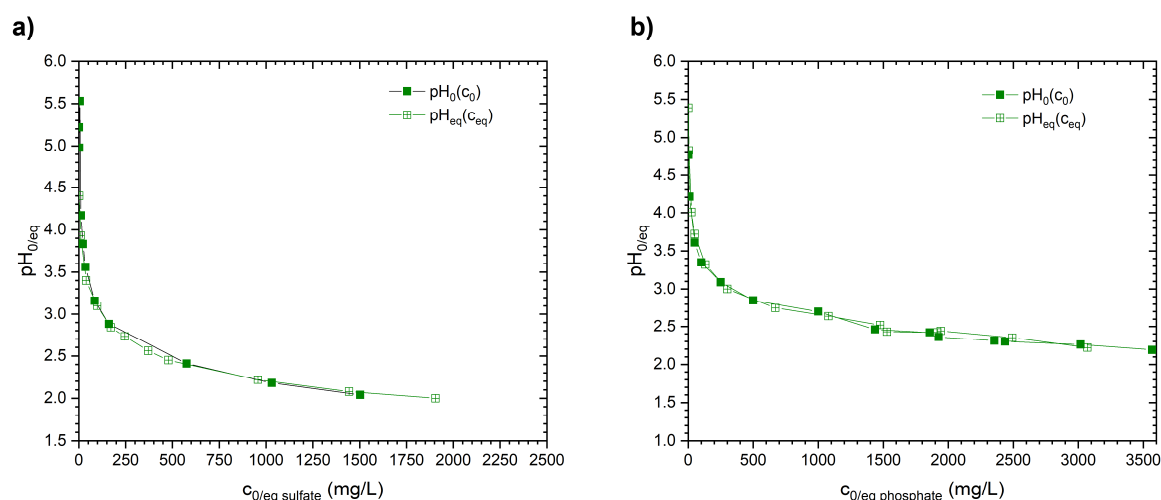 a)
6.0
5.5
5.0
4.5
4.0
3.5
3.0
2.5
2.0
1.5
pH0/eq
0 250 500 750 1000 1250 1500 1750 2000 2250 2500
c0/eq sulfate (mg/L)
pH0(c0)
pHeq(ceq)
b)
6.0
5.5
5.0
4.5
4.0
3.5
3.0
2.5
2.0
1.5
1.0
pH0/eq
0 500 1000 1500 2000 2500 3000 3500
c0/eq phosphate (mg/L)
pH0(c0)
pHeq(ceq)